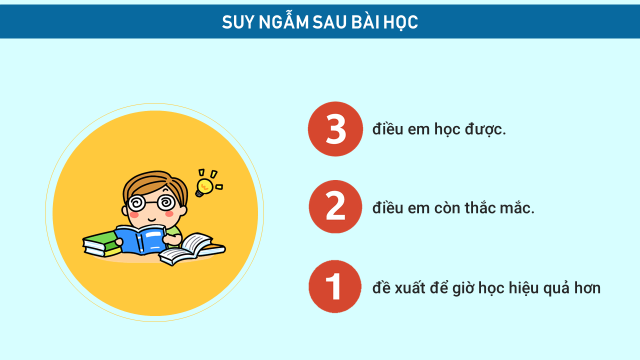 SUY NGẪM SAU BÀI HỌC
3 điều em học được.
2 điều em còn thắc mắc.
1 đề xuất để giờ học hiệu quả hơn